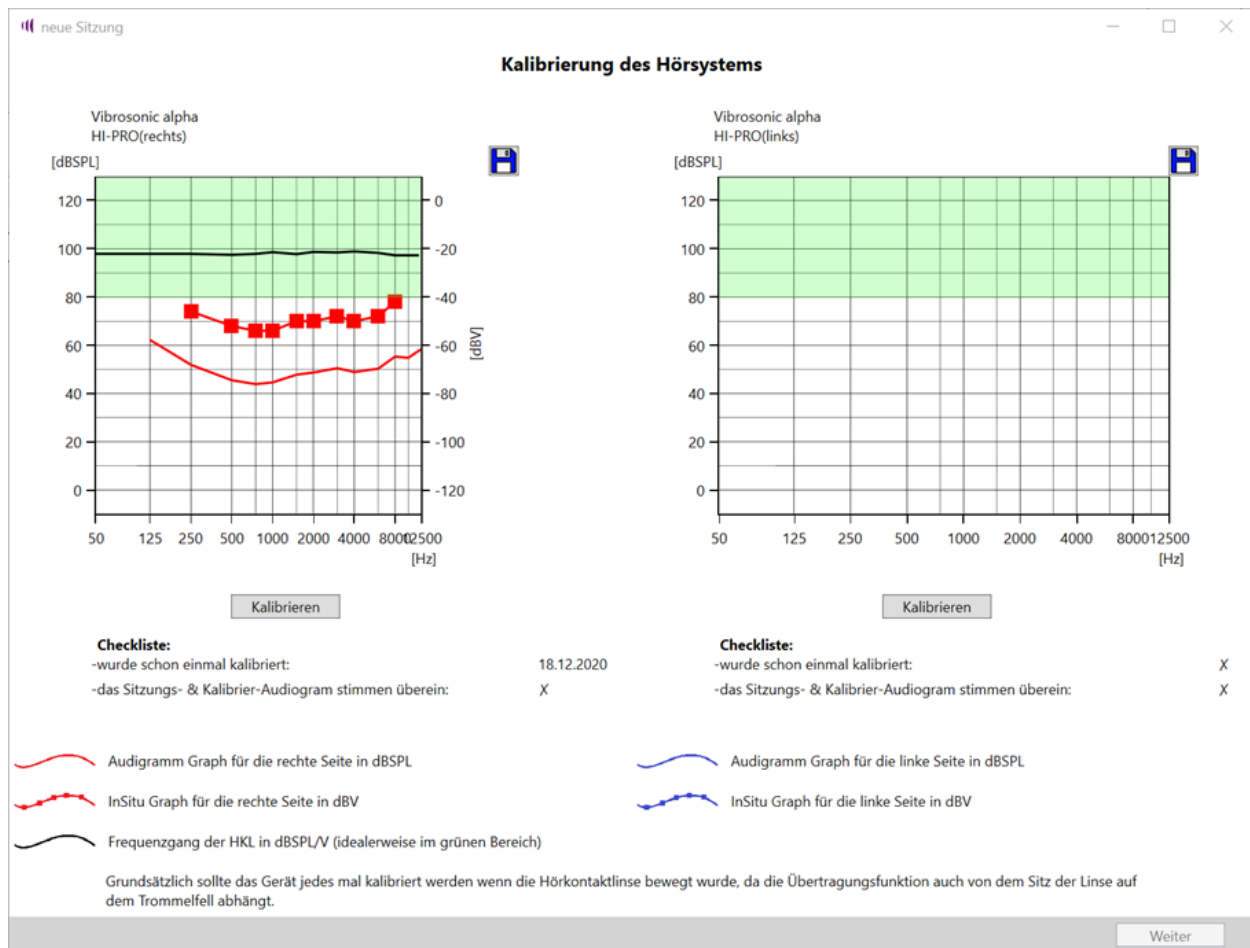 neue Sitzung
Kalibrierung des Hörsystems
Vibrosonic alpha
HI-PRO(rechts)
[dBSPL]
120
100
80
60
40
20
0
0
-20
-40
-60
-80
-100
-120
[dBV]
50 125 250 500 1000 2000 4000 8000 12500
[Hz]
Kalibrieren
Checkliste:
-wurde schon einmal kalibriert: 18.12.2020
-das Sitzungs- & Kalibrier-Audiogram stimmen überein: X
Vibrosonic alpha
HI-PRO(links)
[dBSPL]
120
100
80
60
40
20
0
50 125 250 500 1000 2000 4000 8000 12500
[Hz]
Kalibrieren
Checkliste:
-wurde schon einmal kalibriert: X
-das Sitzungs- & Kalibrier-Audiogram stimmen überein: X
Audigramm Graph für die rechte Seite in dBSPL
InSitu Graph für die rechte Seite in dBV
Frequenzgang der HKL in dBSPL/V (idealerweise im grünen Bereich)
Audigramm Graph für die linke Seite in dBSPL
InSitu Graph für die linke Seite in dBV
Grundsätzlich sollte das Gerät jedes mal kalibriert werden wenn die Hörkontaktlinse bewegt wurde, da die Übertragungsfunktion auch von dem Sitz der Linse auf
dem Trommelfell abhängt.
Weiter